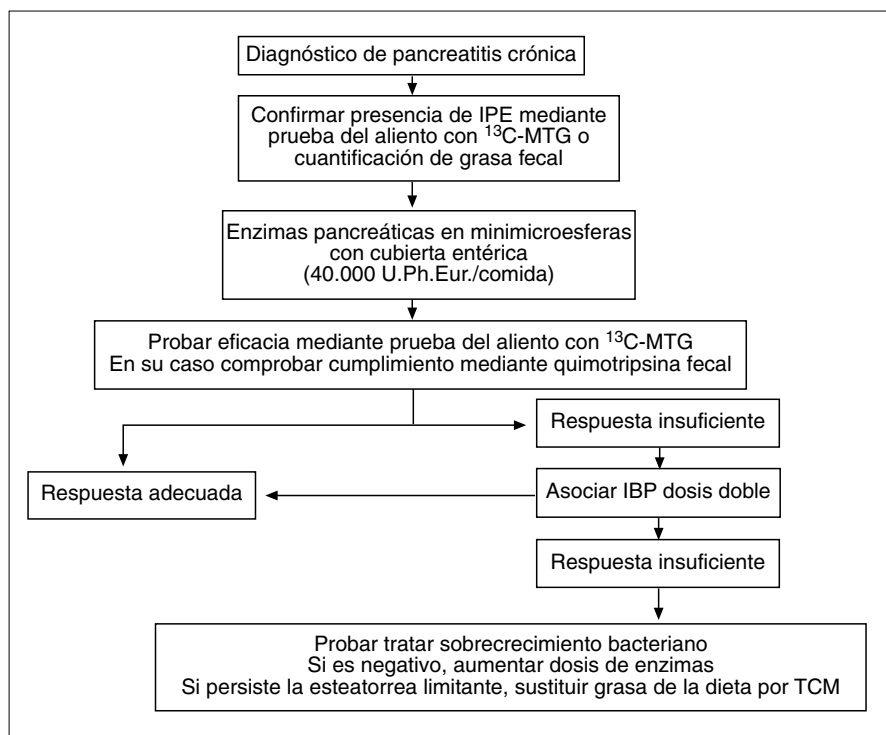 Diagnóstico de pancreatitis crónica
Confirmar presencia de IPE mediante
prueba del aliento con ¹³C-MTG o
cuantificación de grasa fecal
Enzimas pancreáticas en minimicroesferas
con cubierta entérica
(40.000 U.Ph.Eur./comida)
Probar eficacia mediante prueba del aliento con ¹³C-MTG
En su caso comprobar cumplimiento mediante quimotripsina fecal
Respuesta insuficiente
Respuesta adecuada
Asociar IBP dosis doble
Respuesta insuficiente
Probar tratar sobrecrecimiento bacteriano
Si es negativo, aumentar dosis de enzimas
Si persiste la esteatorrea limitante, sustituir grasa de la dieta por TCM